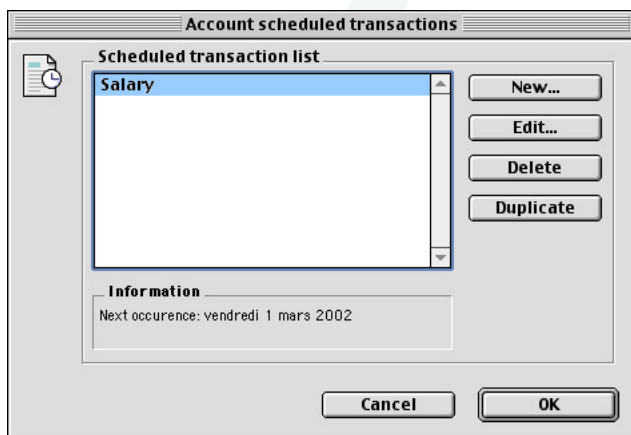 Account scheduled transactions
Scheduled transaction list
Salary
New...
Edit...
Delete
Duplicate
Information
Next occurence: vendredi 1 mars 2002
Cancel
OK